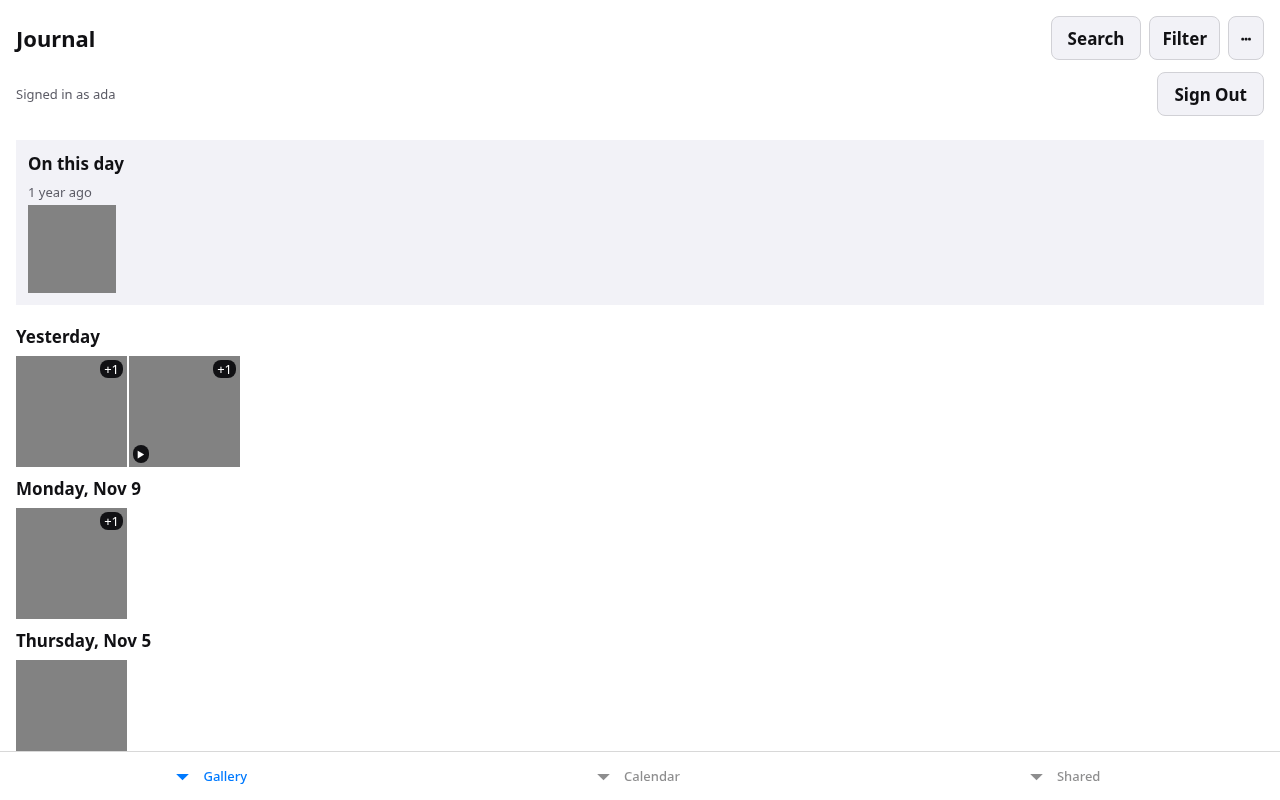 Journal
Search
Filter
···
Signed in as ada
Sign Out
On this day
1 year ago
Yesterday
+1
+1
Monday, Nov 9
+1
Thursday, Nov 5
Gallery
Calendar
Shared